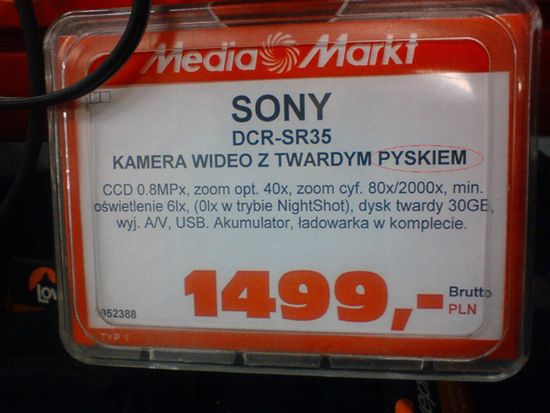 Media Markt
SONY
DCR-SR35
KAMERA WIDEO Z TWARDYM PYSKIEM
CCD 0.8MPx, zoom opt. 40x, zoom cyf. 80x/2000x, min.
oświetlenie 6lx, (0lx w trybie NightShot), dysk twardy 30GB,
wyj. A/V, USB. Akumulator, ładowarka w komplecie.
1499,- Brutto
PLN
1052388
TYP 1